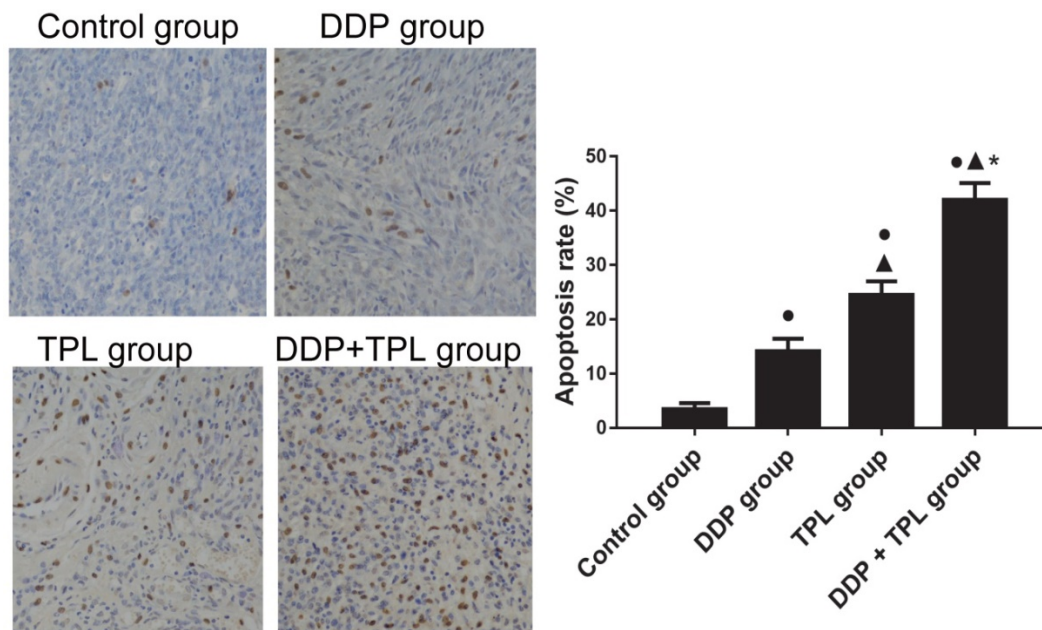 Control group
DDP group
TPL group
DDP+TPL group
Apoptosis rate (%)
50
40
30
20
10
0
● ▲ *
●
▲
●
Control group
DDP group
TPL group
DDP + TPL group